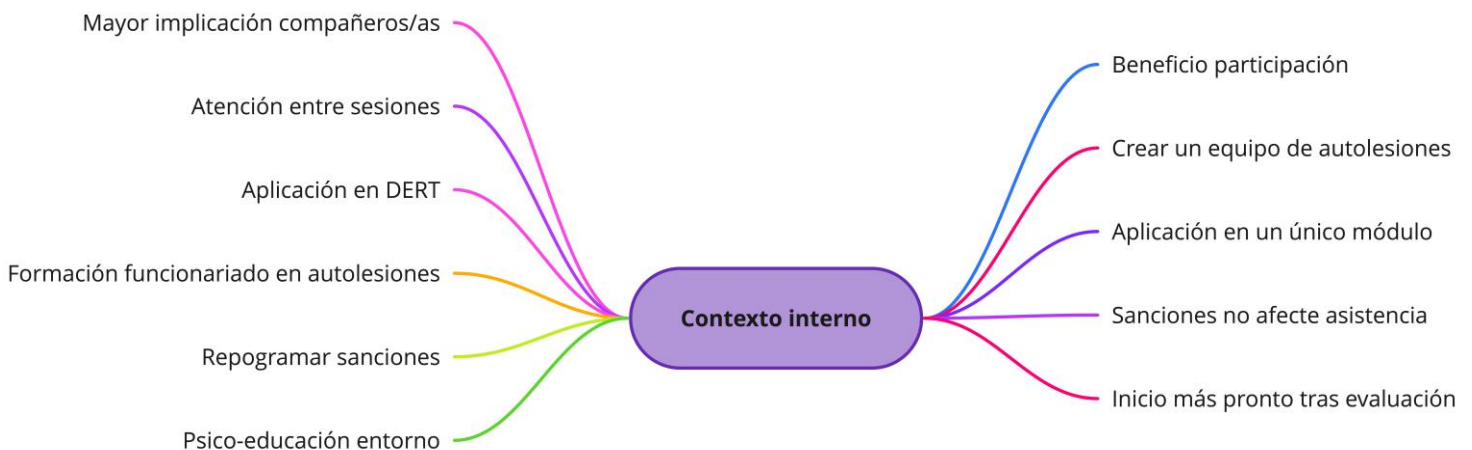 Mayor implicación compañeros/as
Atención entre sesiones
Aplicación en DERT
Formación funcionariado en autolesiones
Repogramar sanciones
Psico-educación entorno
Contexto interno
Beneficio participación
Crear un equipo de autolesiones
Aplicación en un único módulo
Sanciones no afecte asistencia
Inicio más pronto tras evaluación